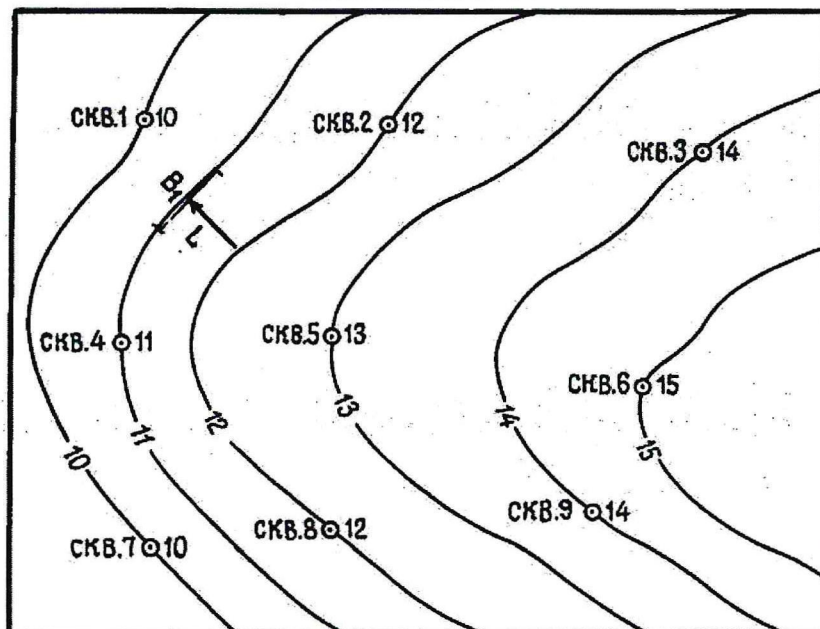 СКВ.1 10
СКВ.2 12
СКВ.3 14
B₁
L
СКВ.4 11
СКВ.5 13
СКВ.6 15
10
11
12
13
14
15
СКВ.7 10
СКВ.8 12
СКВ.9 14